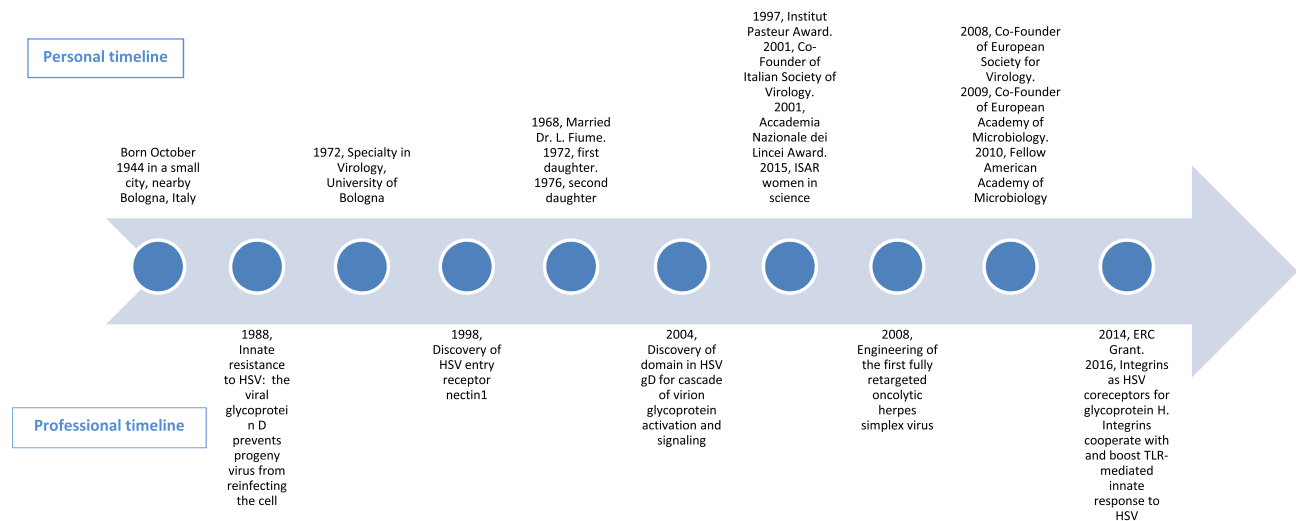 Personal timeline
Born October
1944 in a small
city, nearby
Bologna, Italy
1972, Specialty in
Virology,
University of
Bologna
1968, Married
Dr. L. Fiume.
1972, first
daughter.
1976, second
daughter
1997, Institut
Pasteur Award.
2001, Co-
Founder of
Italian Society of
Virology.
2001,
Accademia
Nazionale dei
Lincei Award.
2015, ISAR
women in
science
2008, Co-Founder
of European
Society for
Virology.
2009, Co-Founder
of European
Academy of
Microbiology.
2010, Fellow
American
Academy of
Microbiology
Professional timeline
1988,
Innate
resistance
to HSV:  the
viral
glycoprotei
n D
prevents
progeny
virus from
reinfecting
the cell
1998,
Discovery of
HSV entry
receptor
nectin1
2004,
Discovery of
domain in HSV
gD for cascade
of virion
glycoprotein
activation and
signaling
2008,
Engineering of
the first fully
retargeted
oncolytic
herpes
simplex virus
2014, ERC
Grant.
2016, Integrins
as HSV
coreceptors for
glycoprotein H.
Integrins
cooperate with
and boost TLR-
mediated
innate
response to
HSV